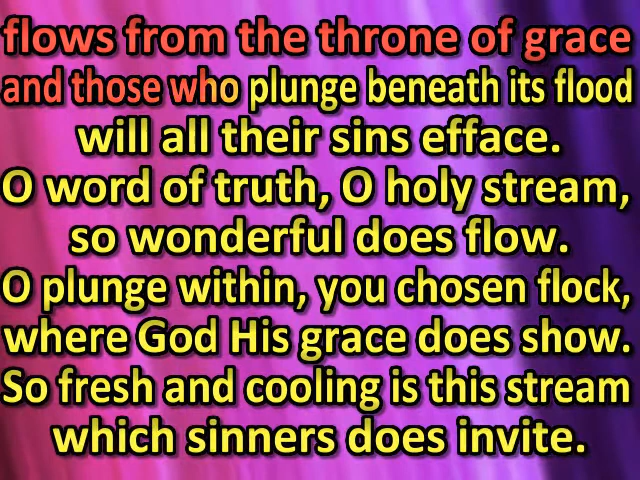 flows from the throne of grace
and those who plunge beneath its flood
will all their sins efface.
O word of truth, O holy stream,
so wonderful does flow.
O plunge within, you chosen flock,
where God His grace does show.
So fresh and cooling is this stream
which sinners does invite.